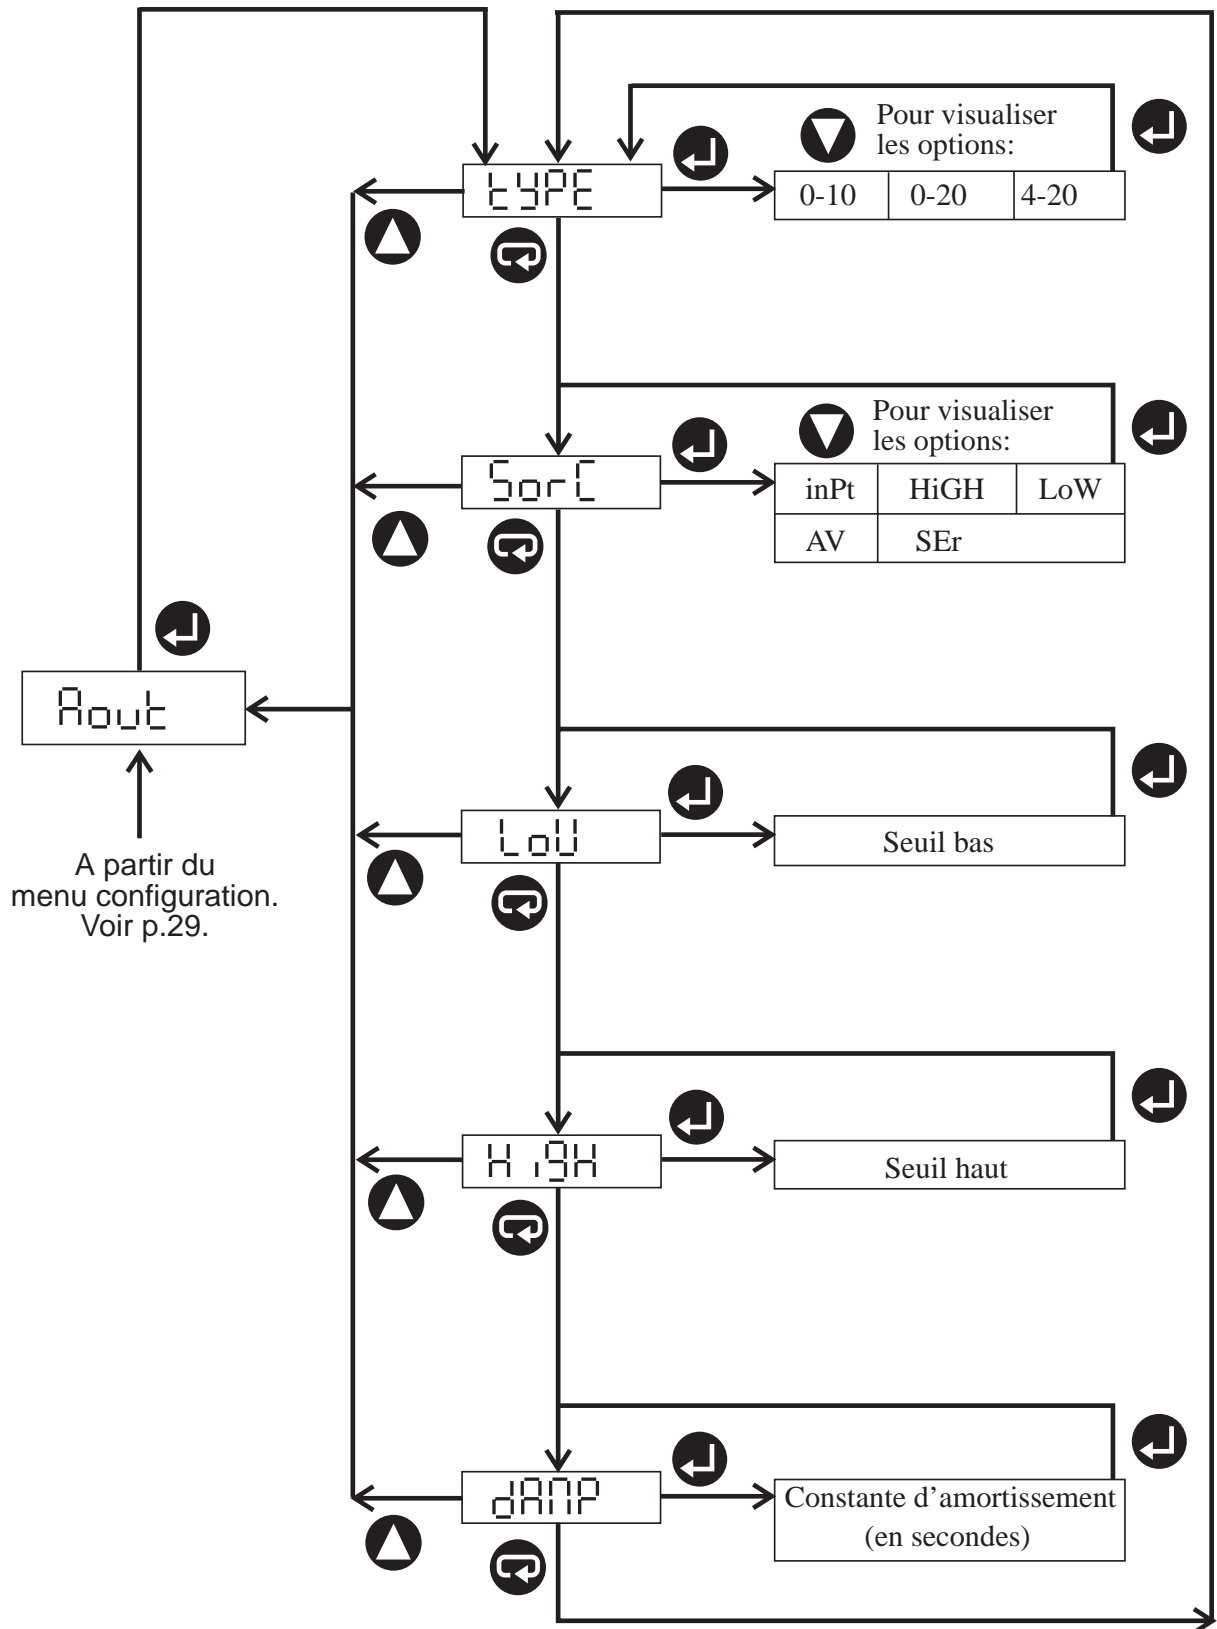 Pour visualiser
les options:
tYPE
0-10 0-20 4-20
Pour visualiser
les options:
SorC
inPt HiGH LoW
AV SEr
Aout
A partir du
menu configuration.
Voir p.29.
LoW
Seuil bas
HigH
Seuil haut
dAMP
Constante d’amortissement
(en secondes)